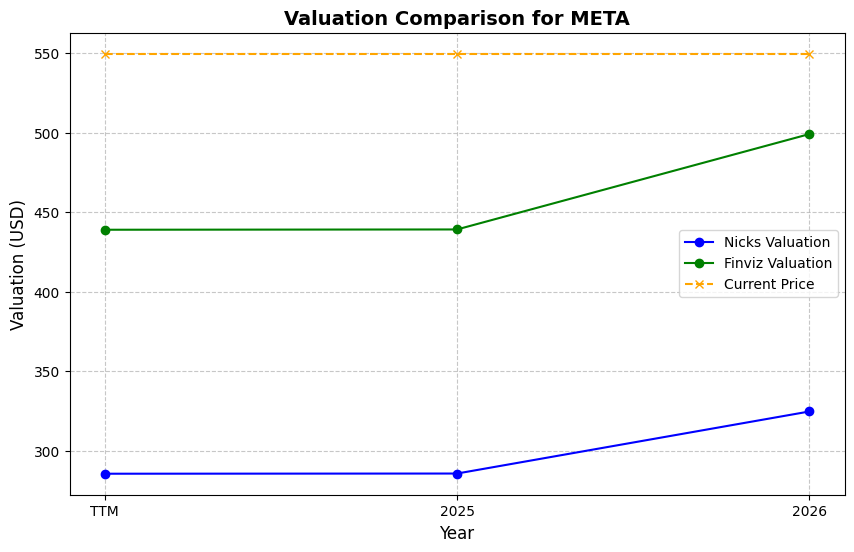 Valuation Comparison for META
Valuation (USD)
550
500
450
400
350
300
Nicks Valuation
Finviz Valuation
Current Price
TTM
2025
2026
Year